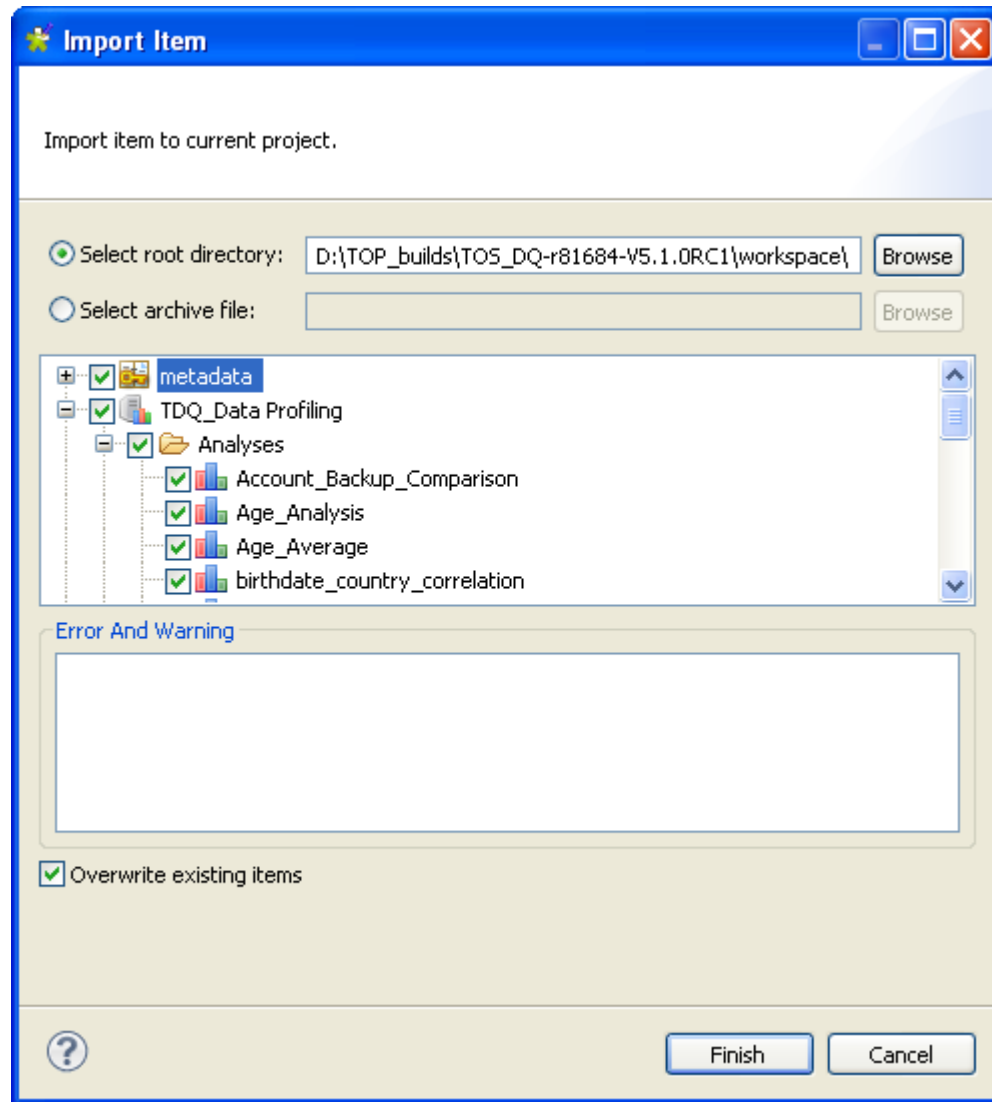 Import Item
Import item to current project.
Select root directory: D:\TOP_builds\TOS_DQ-r81684-V5.1.0RC1\workspace\ Browse
Select archive file: Browse
metadata
TDQ_Data Profiling
Analyses
Account_Backup_Comparison
Age_Analysis
Age_Average
birthdate_country_correlation
Error And Warning
Overwrite existing items
? Finish Cancel